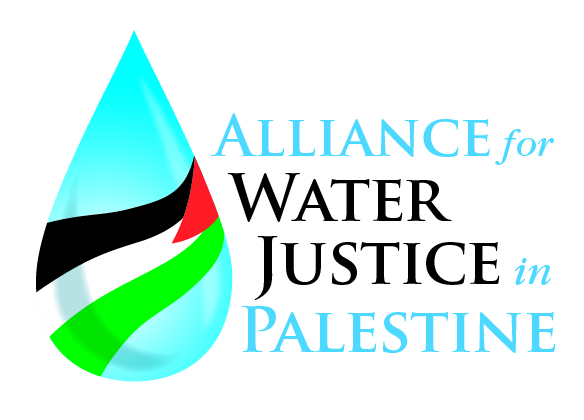 ALLIANCE for
WATER
JUSTICE in
PALESTINE